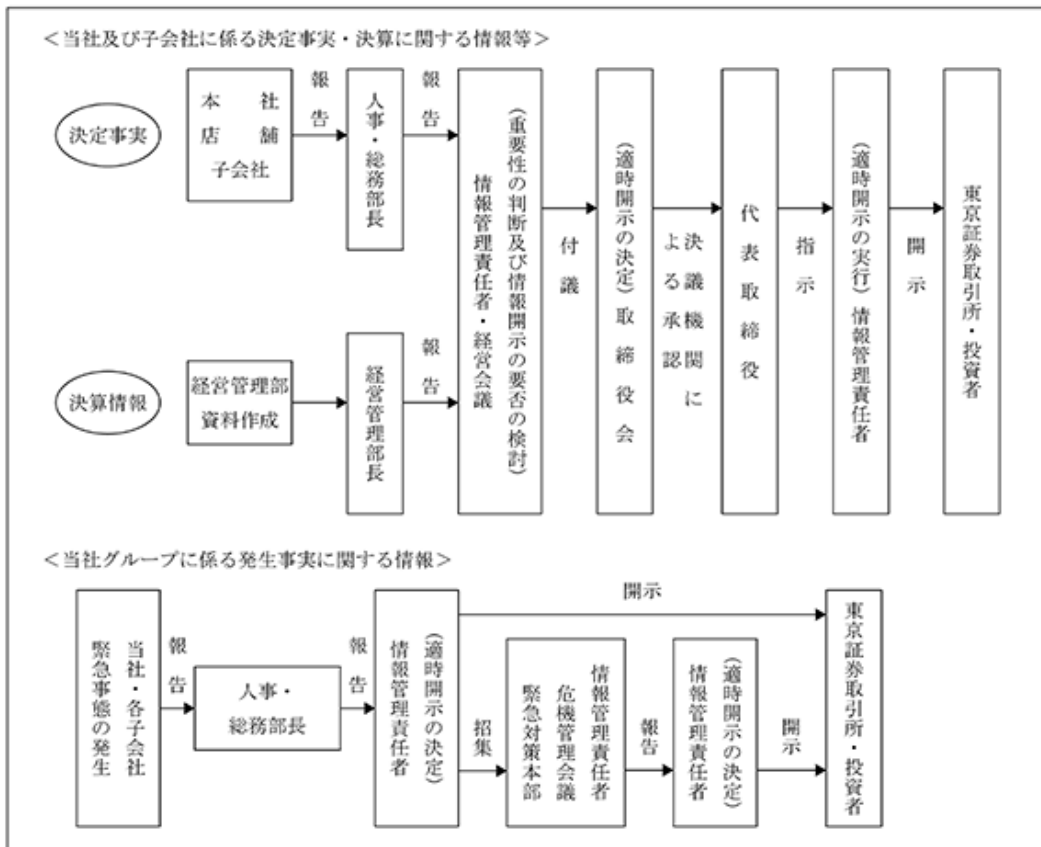 <当社及び子会社に係る決定事実・決算に関する情報等>
決定事実
本社
店舗
子会社
報告
人事・総務部長
報告
決算情報
経営管理部
資料作成
経営管理部長
報告
(重要性の判断及び情報開示の要否の検討)
情報管理責任者・経営会議
付議
(適時開示の決定)取締役会
決議機関に
よる承認
代表取締役
指示
(適時開示の実行)情報管理責任者
開示
東京証券取引所・投資者
<当社グループに係る発生事実に関する情報>
当社・各子会社
緊急事態の発生
報告
人事・
総務部長
報告
(適時開示の決定)
情報管理責任者
開示
招集
情報管理責任者
危機管理会議
緊急対策本部
報告
(適時開示の決定)
情報管理責任者
開示
東京証券取引所・投資者